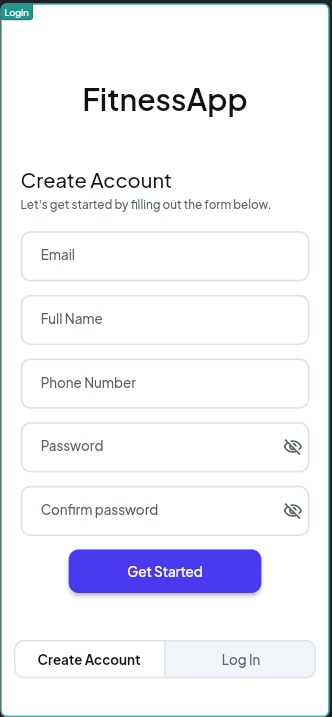 Login
FitnessApp
Create Account
Let's get started by filling out the form below.
Email
Full Name
Phone Number
Password
Confirm password
Get Started
Create Account Log In